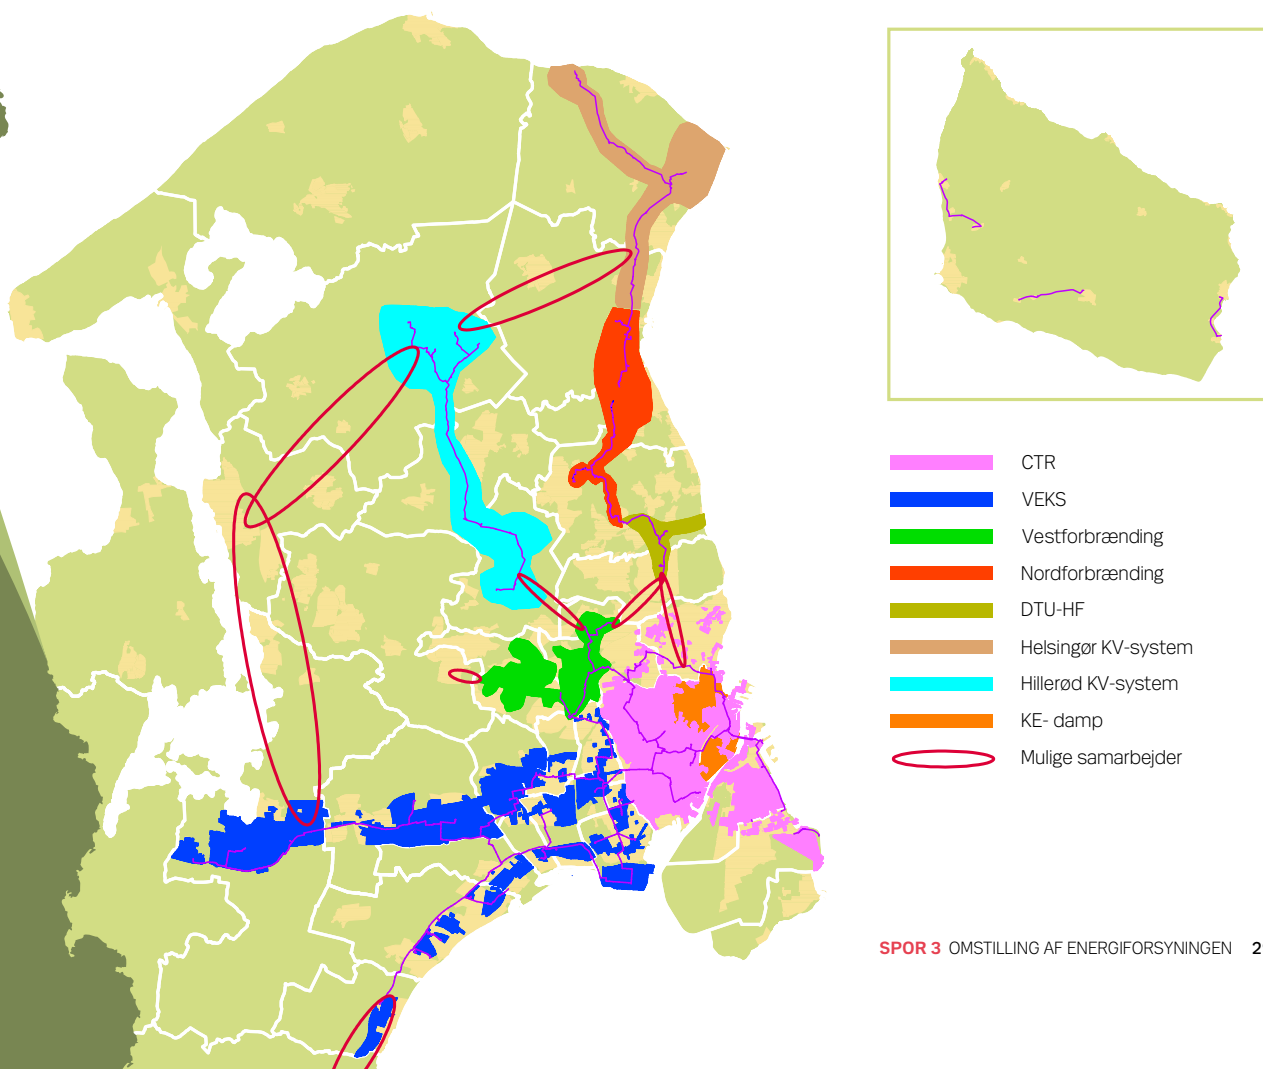 CTR
VEKS
Vestforbrænding
Nordforbrænding
DTU-HF
Helsingør KV-system
Hillerød KV-system
KE- damp
Mulige samarbejder
SPOR 3 OMSTILLING AF ENERGIFORSYNINGEN 2